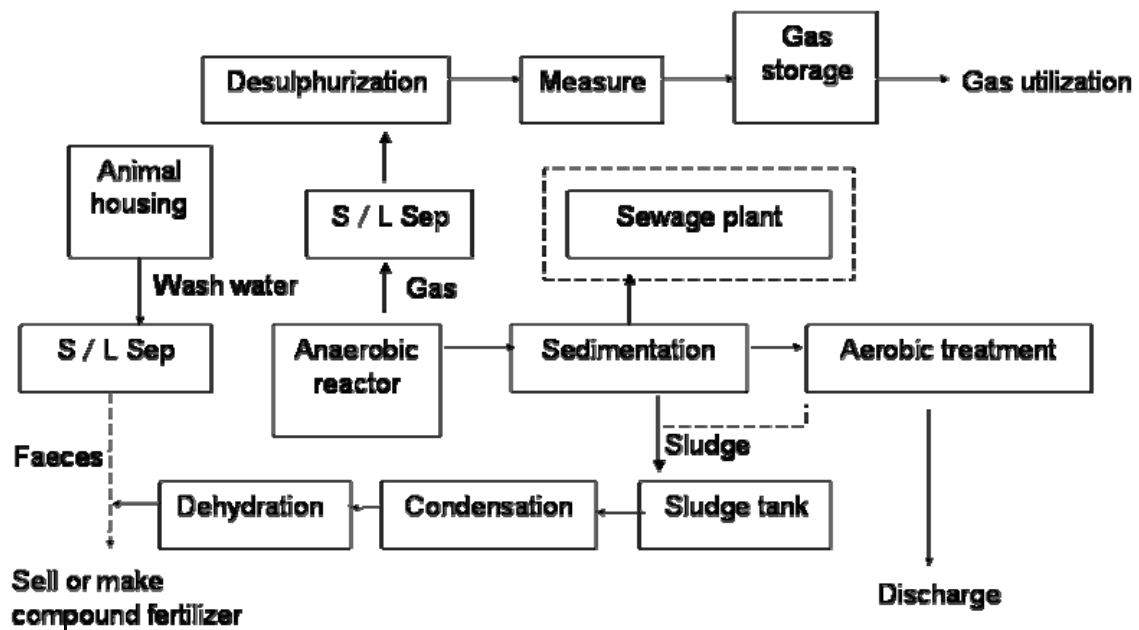 Gas
storage
Desulphurization
Measure
Gas utilization
Animal
housing
S / L Sep
Sewage plant
Wash water
Gas
S / L Sep
Anaerobic
reactor
Sedimentation
Aerobic treatment
Faeces
Sludge
Dehydration
Condensation
Sludge tank
Sell or make
compound fertilizer
Discharge